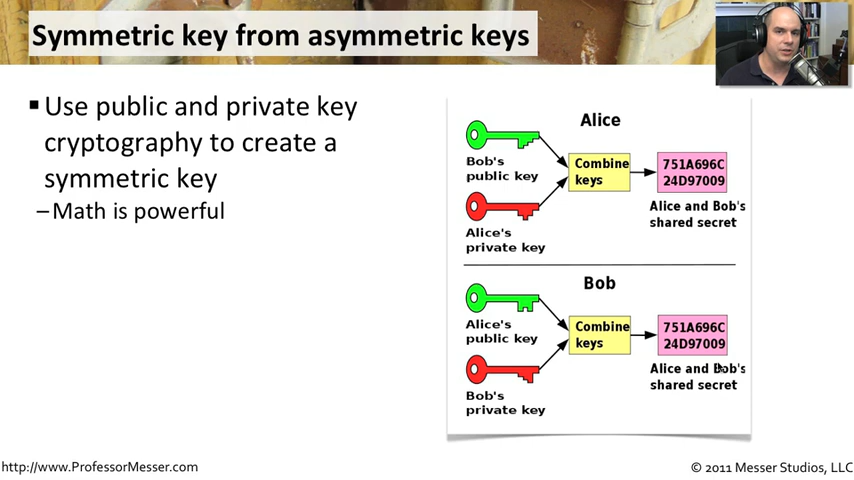 Symmetric key from asymmetric keys
▪ Use public and private key
cryptography to create a
symmetric key
– Math is powerful
Alice
Bob's
public key
Alice's
private key
Combine
keys
751A696C
24D97009
Alice and Bob's
shared secret
Bob
Alice's
public key
Bob's
private key
Combine
keys
751A696C
24D97009
Alice and Bob's
shared secret
http://www.ProfessorMesser.com
© 2011 Messer Studios, LLC